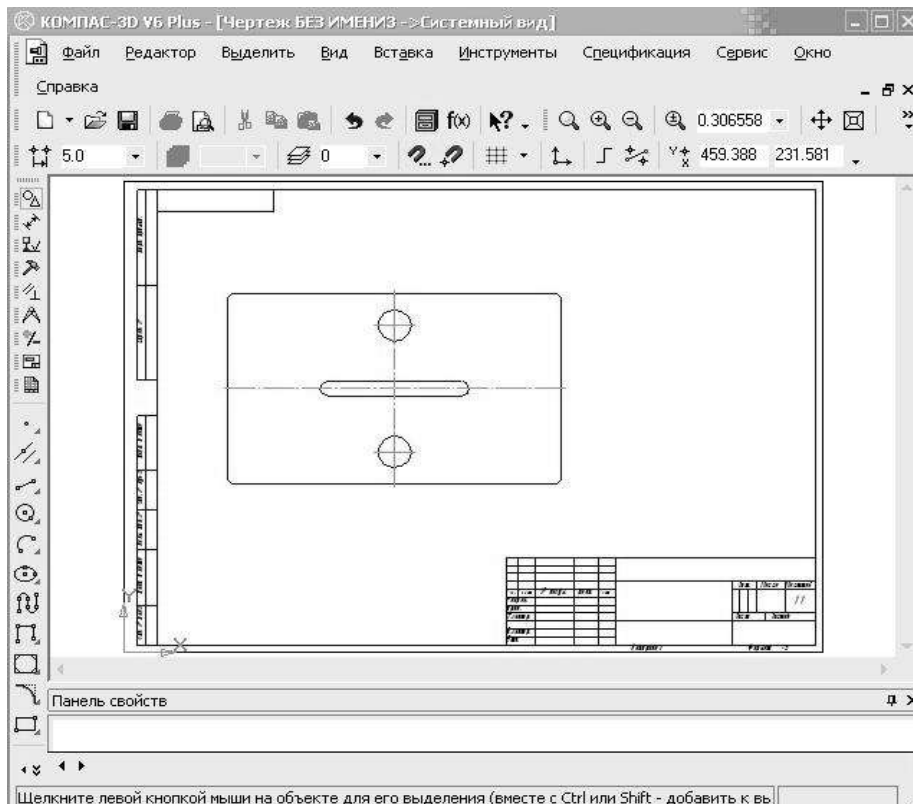 КОМПАС-3D V6 Plus - [Чертеж БЕЗ ИМЕНИ3 ->Системный вид]
Файл Редактор Выделить Вид Вставка Инструменты Спецификация Сервис Окно
Справка
f(x) 0.306558
5.0 0 459.388 231.581
Y
X
Панель свойств
Щелкните левой кнопкой мыши на объекте для его выделения (вместе с Ctrl или Shift - добавить к вы